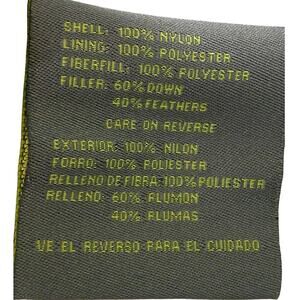 SHELL: 100% NYLON
LINING: 100% POLYESTER
FIBERFILL: 100% POLYESTER
FILLER: 60% DOWN
40% FEATHERS
CARE ON REVERSE
EXTERIOR: 100% NILON
FORRO: 100% POLIESTER
RELLENO DE FIBRA: 100% POLIESTER
RELLENO: 60% PLUMON
40% PLUMAS
VE EL REVERSO PARA EL CUIDADO